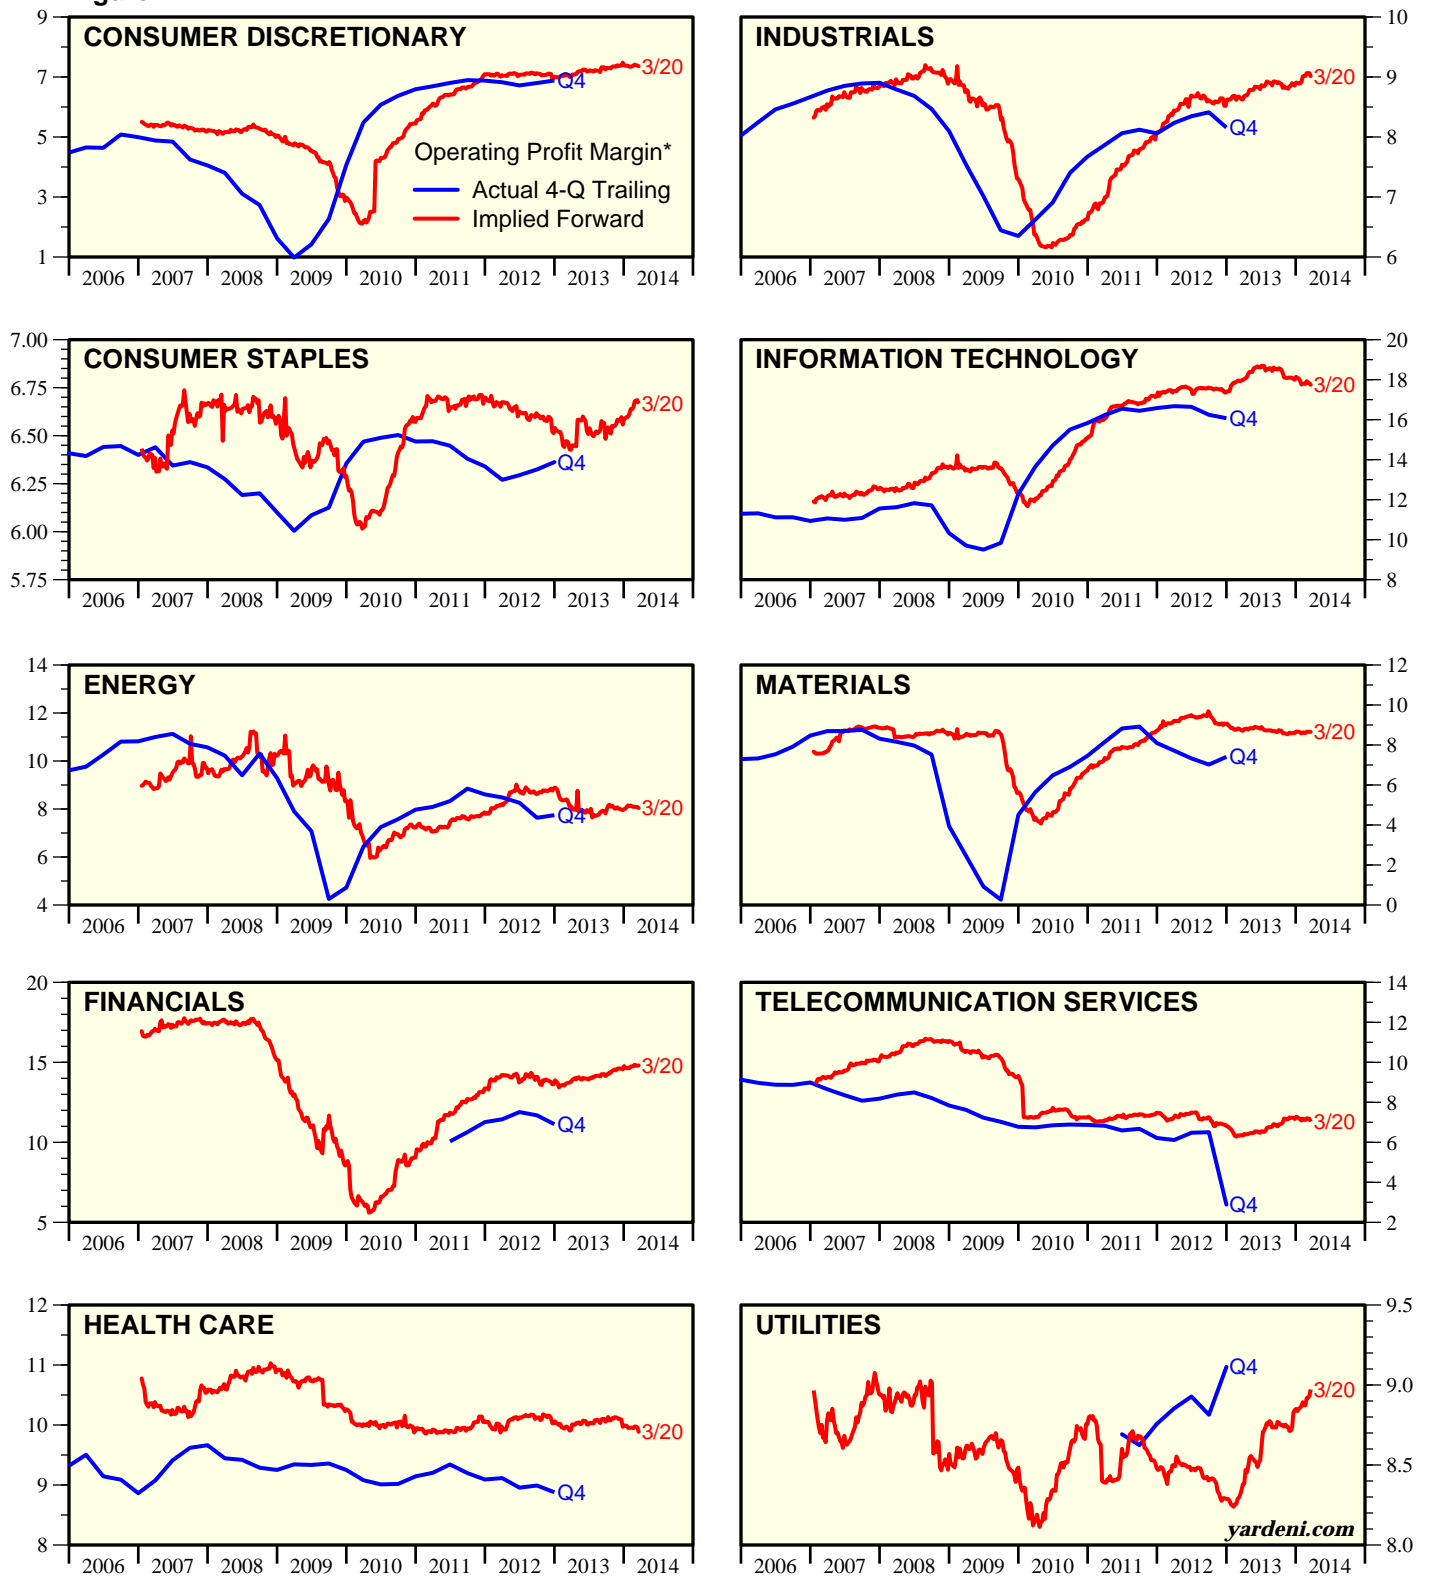 CONSUMER DISCRETIONARY
9
7
5
3
1
Operating Profit Margin*
Actual 4-Q Trailing
Implied Forward
3/20
Q4
2006 2007 2008 2009 2010 2011 2012 2013 2014
INDUSTRIALS
10
9
8
7
6
3/20
Q4
2006 2007 2008 2009 2010 2011 2012 2013 2014
CONSUMER STAPLES
7.00
6.75
6.50
6.25
6.00
5.75
3/20
Q4
2006 2007 2008 2009 2010 2011 2012 2013 2014
INFORMATION TECHNOLOGY
20
18
16
14
12
10
8
3/20
Q4
2006 2007 2008 2009 2010 2011 2012 2013 2014
ENERGY
14
12
10
8
6
4
3/20
Q4
2006 2007 2008 2009 2010 2011 2012 2013 2014
MATERIALS
12
10
8
6
4
2
0
3/20
Q4
2006 2007 2008 2009 2010 2011 2012 2013 2014
FINANCIALS
20
15
10
5
3/20
Q4
2006 2007 2008 2009 2010 2011 2012 2013 2014
TELECOMMUNICATION SERVICES
14
12
10
8
6
4
2
3/20
Q4
2006 2007 2008 2009 2010 2011 2012 2013 2014
HEALTH CARE
12
11
10
9
8
3/20
Q4
2006 2007 2008 2009 2010 2011 2012 2013 2014
UTILITIES
9.5
9.0
8.5
8.0
Q4
3/20
yardeni.com
2006 2007 2008 2009 2010 2011 2012 2013 2014